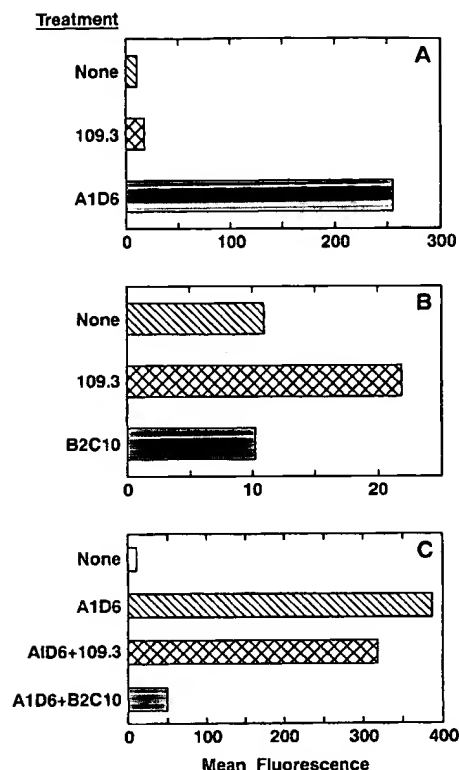 Treatment
A
None
109.3
A1D6
0 100 200 300
B
None
109.3
B2C10
0 10 20
C
None
A1D6
AlD6+109.3
A1D6+B2C10
0 100 200 300 400
Mean Fluorescence